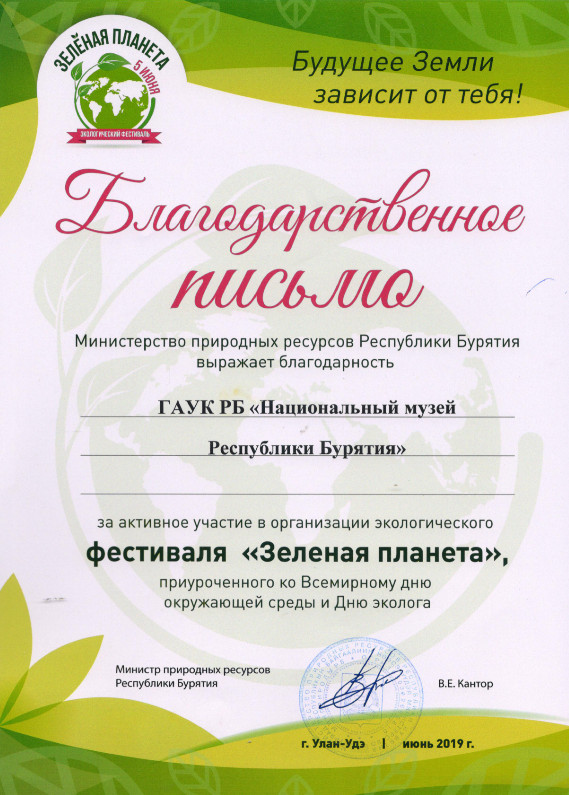 ЗЕЛЁНАЯ ПЛАНЕТА
5 ИЮНЯ
ЭКОЛОГИЧЕСКИЙ ФЕСТИВАЛЬ
Будущее Земли
зависит от тебя!
Благодарственное
письмо
Министерство природных ресурсов Республики Бурятия
выражает благодарность
ГАУК РБ «Национальный музей
Республики Бурятия»
за активное участие в организации экологического
фестиваля «Зеленая планета»,
приуроченного ко Всемирному дню
окружающей среды и Дню эколога
Министр природных ресурсов
Республики Бурятия
В.Е. Кантор
г. Улан-Удэ | июнь 2019 г.